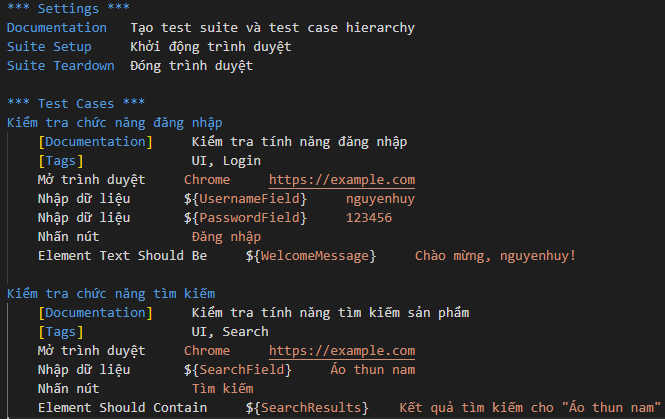 *** Settings ***
Documentation   Tạo test suite và test case hierarchy
Suite Setup     Khởi động trình duyệt
Suite Teardown  Đóng trình duyệt
*** Test Cases ***
Kiểm tra chức năng đăng nhập
    [Documentation]     Kiểm tra tính năng đăng nhập
    [Tags]              UI, Login
    Mở trình duyệt     Chrome     https://example.com
    Nhập dữ liệu       ${UsernameField}     nguyenhuy
    Nhập dữ liệu       ${PasswordField}     123456
    Nhấn nút            Đăng nhập
    Element Text Should Be     ${WelcomeMessage}     Chào mừng, nguyenhuy!
Kiểm tra chức năng tìm kiếm
    [Documentation]     Kiểm tra tính năng tìm kiếm sản phẩm
    [Tags]              UI, Search
    Mở trình duyệt     Chrome     https://example.com
    Nhập dữ liệu       ${SearchField}     Áo thun nam
    Nhấn nút            Tìm kiếm
    Element Should Contain     ${SearchResults}    Kết quả tìm kiếm cho "Áo thun nam"